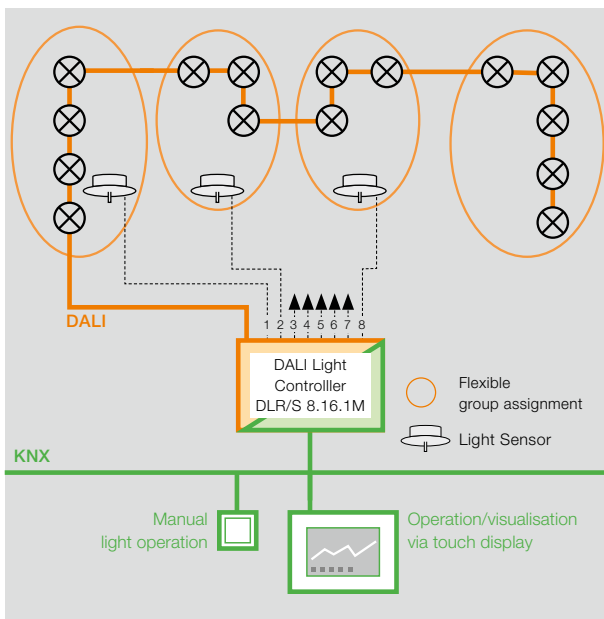 DALI
1 2 3 4 5 6 7 8
DALI Light
Controlller
DLR/S 8.16.1M
Flexible
group assignment
Light Sensor
KNX
Manual
light operation
Operation/visualisation
via touch display